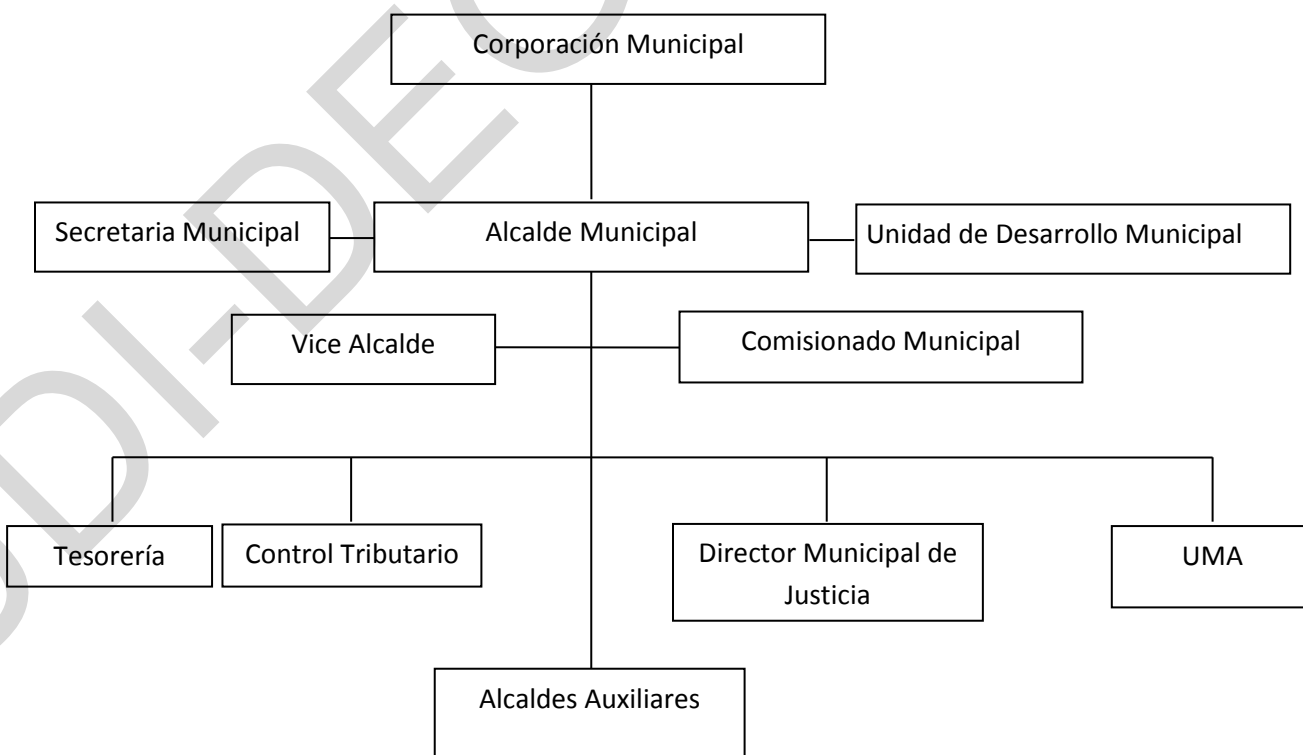 Corporación Municipal
Secretaria Municipal
Alcalde Municipal
Unidad de Desarrollo Municipal
Vice Alcalde
Comisionado Municipal
Tesorería
Control Tributario
Director Municipal de
Justicia
UMA
Alcaldes Auxiliares